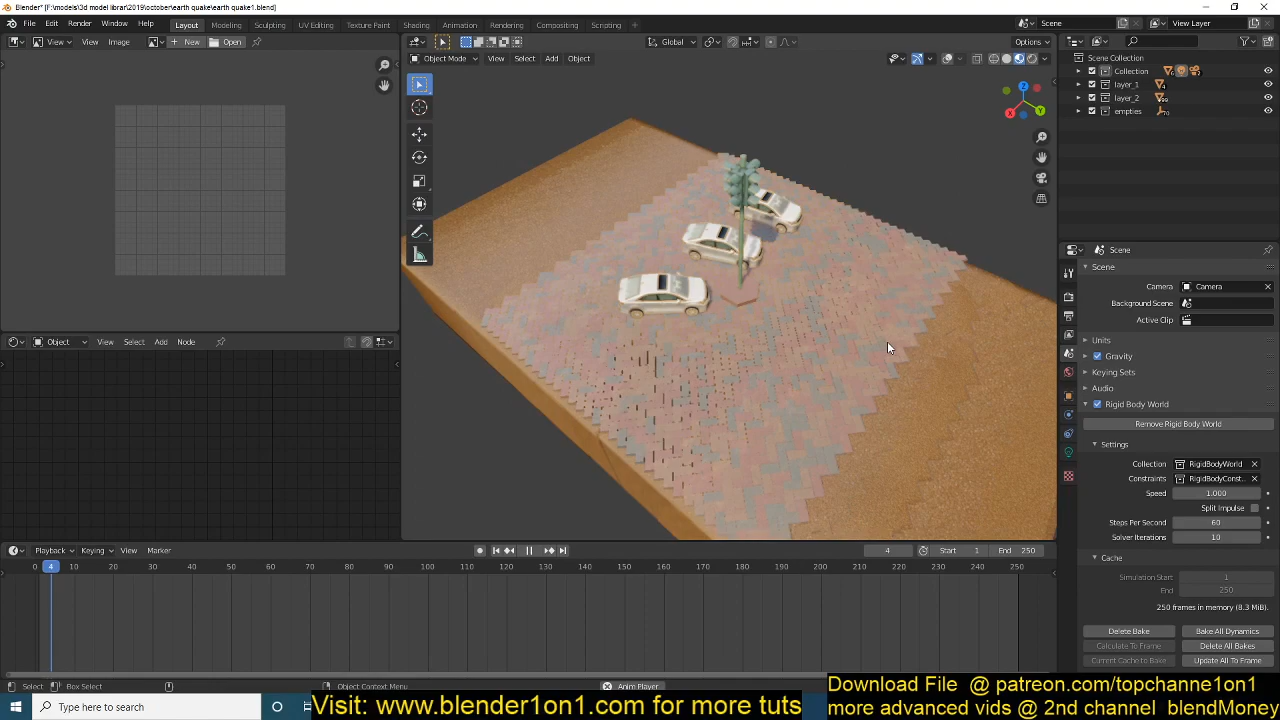 Blender* [F:\models\3d model librar\2019\october\earth quake\earth quake1.blend]
File Edit Render Window Help Layout Modeling Sculpting UV Editing Texture Paint Shading Animation Rendering Compositing Scripting Scene View Layer
View View Image New Open Global Options
Object Mode View Select Add Object
Scene Collection
Collection
layer_1
layer_2
empties
Scene
Scene
Camera Camera
Background Scene
Active Clip
Object View Select Add Node
Units
Gravity
Keying Sets
Audio
Rigid Body World
Remove Rigid Body World
Settings
Collection RigidBodyWorld
Constraints RigidBodyConst..
Speed 1.000
Split Impulse
Steps Per Second 60
Solver Iterations 10
Cache
Simulation Start 1
End 250
250 frames in memory (8.3 MiB).
Delete Bake Bake All Dynamics
Calculate To Frame Delete All Bakes
Current Cache to Bake Update All To Frame
Playback Keying View Marker 4 Start 1 End 250
0 4 10 20 30 40 50 60 70 80 90 100 110 120 130 140 150 160 170 180 190 200 210 220 230 240 250
Select Box Select Object Context Menu Anim Player
Type here to search
Visit: www.blender1on1.com for more tuts
Download File @ patreon.com/topchanne1on1
more advanced vids @ 2nd channel blendMoney